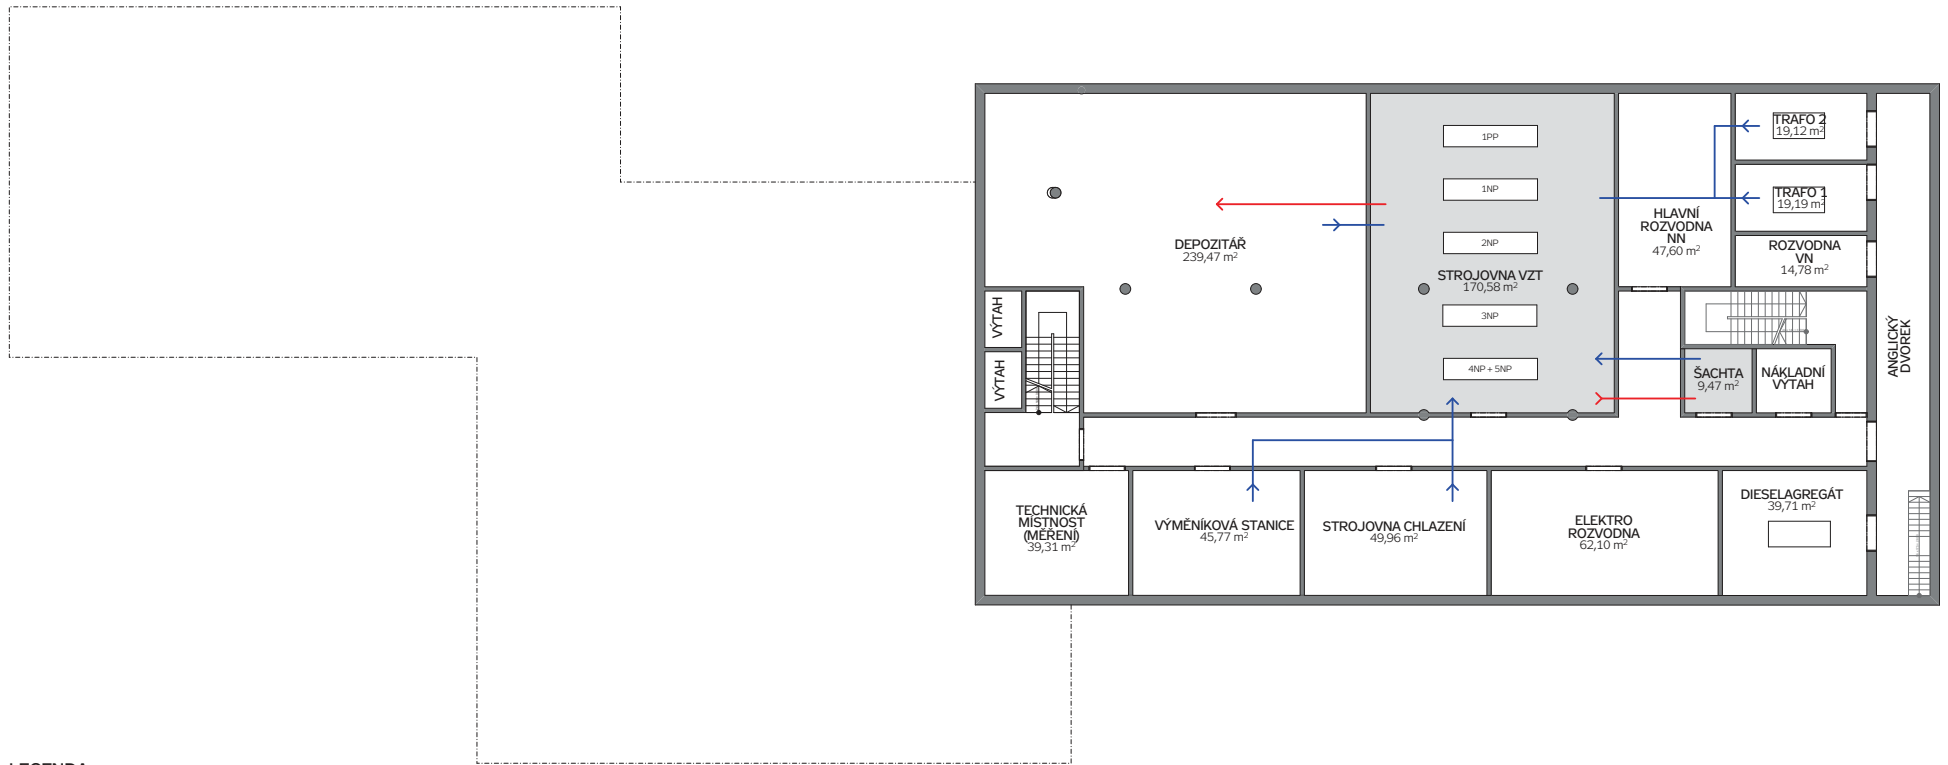 TRAFO 2
19,12 m²
1PP
TRAFO 1
19,19 m²
1NP
HLAVNÍ
ROZVODNA
NN
47,60 m²
DEPOZITÁŘ
239,47 m²
2NP
ROZVODNA
VN
14,78 m²
STROJOVNA VZT
170,58 m²
VÝTAH
3NP
ANGLICKÝ
DVOREK
VÝTAH
4NP + 5NP
ŠACHTA
9,47 m²
NÁKLADNÍ
VÝTAH
TECHNICKÁ
MÍSTNOST
(MĚŘENÍ)
39,31 m²
VÝMĚNÍKOVÁ STANICE
45,77 m²
STROJOVNA CHLAZENÍ
49,96 m²
ELEKTRO
ROZVODNA
62,10 m²
DIESELAGREGÁT
39,71 m²
LEGENDA